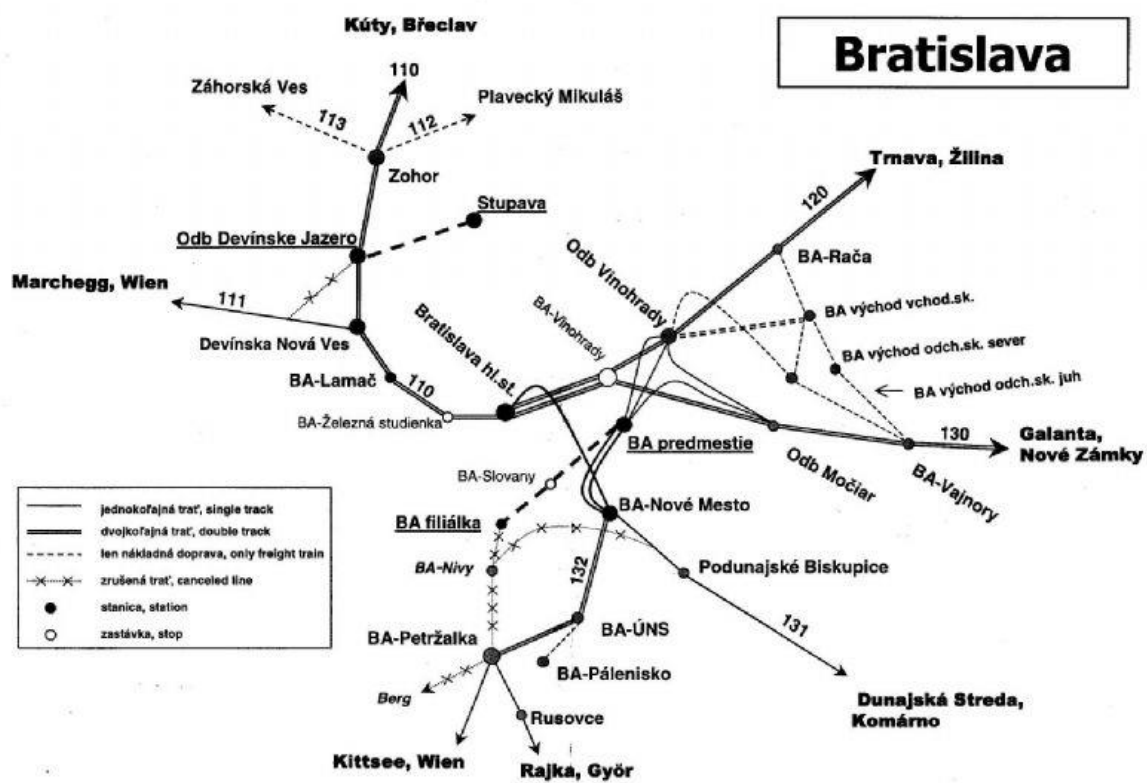 Bratislava
Kúty, Břeclav
110
Záhorská Ves
113
112
Plavecký Mikuláš
Zohor
Trnava, Žilina
120
Stupava
Odb Devínske Jazero
Marchegg, Wien
111
Devínska Nová Ves
BA-Lamač
110
BA-Železná studienka
Bratislava hl.st.
BA-Vinohrady
Odb Vinohrady
BA-Rača
BA východ vchod.sk.
BA východ odch.sk. sever
BA východ odch.sk. juh
130
Galanta,
Nové Zámky
BA-Vajnory
Odb Močiar
BA predmestie
BA-Slovany
BA-Nové Mesto
BA filiálka
BA-Nivy
132
Podunajské Biskupice
131
BA-Petržalka
BA-ÚNS
BA-Pálenisko
Berg
Rusovce
Kittsee, Wien
Rajka, Györ
Dunajská Streda,
Komárno
jednokoľajná trať, single track
dvojkoľajná trať, double track
len nákladná doprava, only freight train
zrušená trať, canceled line
stanica, station
zastávka, stop